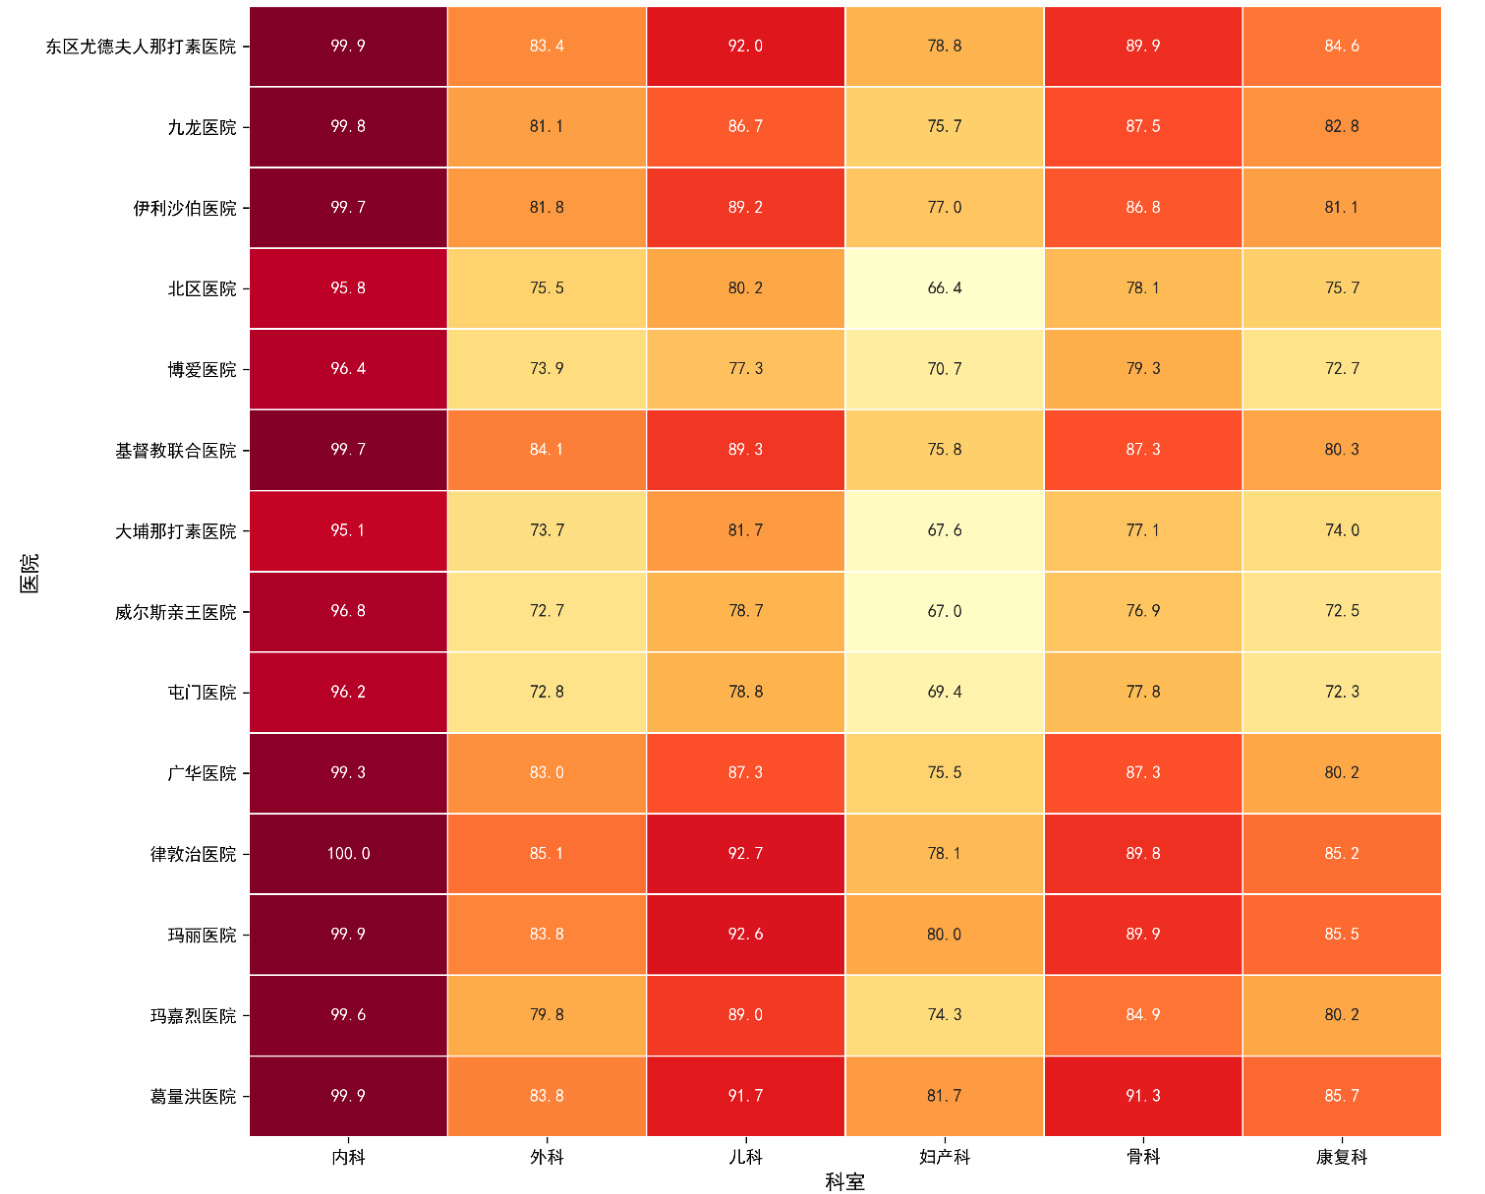 东区尤德夫人那打素医院 99.9 83.4 92.0 78.8 89.9 84.6
九龙医院 99.8 81.1 86.7 75.7 87.5 82.8
伊利沙伯医院 99.7 81.8 89.2 77.0 86.8 81.1
北区医院 95.8 75.5 80.2 66.4 78.1 75.7
博爱医院 96.4 73.9 77.3 70.7 79.3 72.7
基督教联合医院 99.7 84.1 89.3 75.8 87.3 80.3
大埔那打素医院 95.1 73.7 81.7 67.6 77.1 74.0
医院
威尔斯亲王医院 96.8 72.7 78.7 67.0 76.9 72.5
屯门医院 96.2 72.8 78.8 69.4 77.8 72.3
广华医院 99.3 83.0 87.3 75.5 87.3 80.2
律敦治医院 100.0 85.1 92.7 78.1 89.8 85.2
玛丽医院 99.9 83.8 92.6 80.0 89.9 85.5
玛嘉烈医院 99.6 79.8 89.0 74.3 84.9 80.2
葛量洪医院 99.9 83.8 91.7 81.7 91.3 85.7
内科 外科 儿科 妇产科 骨科 康复科
科室